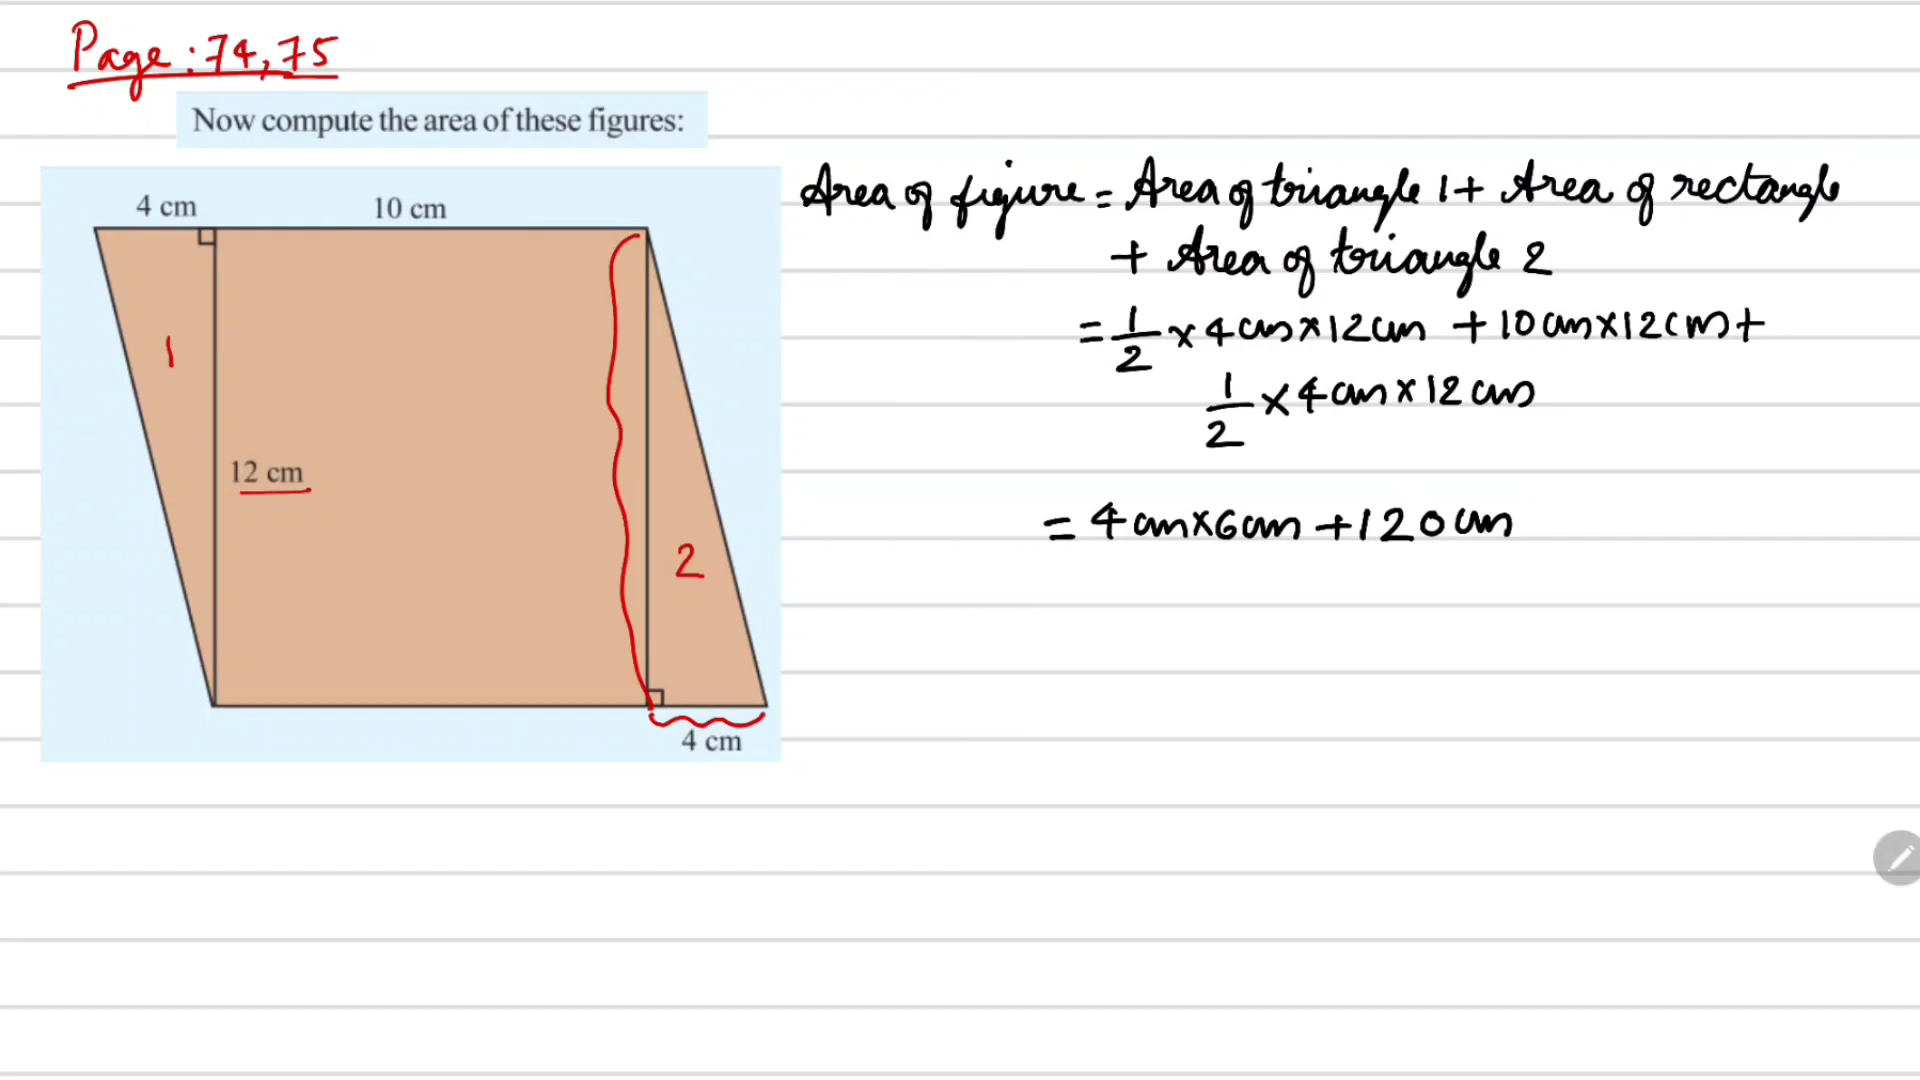 Page: 74, 75
Now compute the area of these figures:
4 cm
10 cm
1
12 cm
2
4 cm
Area of figure = Area of triangle 1 + Area of rectangle
+ Area of triangle 2
= 1/2 × 4 cm × 12 cm + 10 cm × 12 cm +
1/2 × 4 cm × 12 cm
= 4 cm × 6 cm + 120 cm